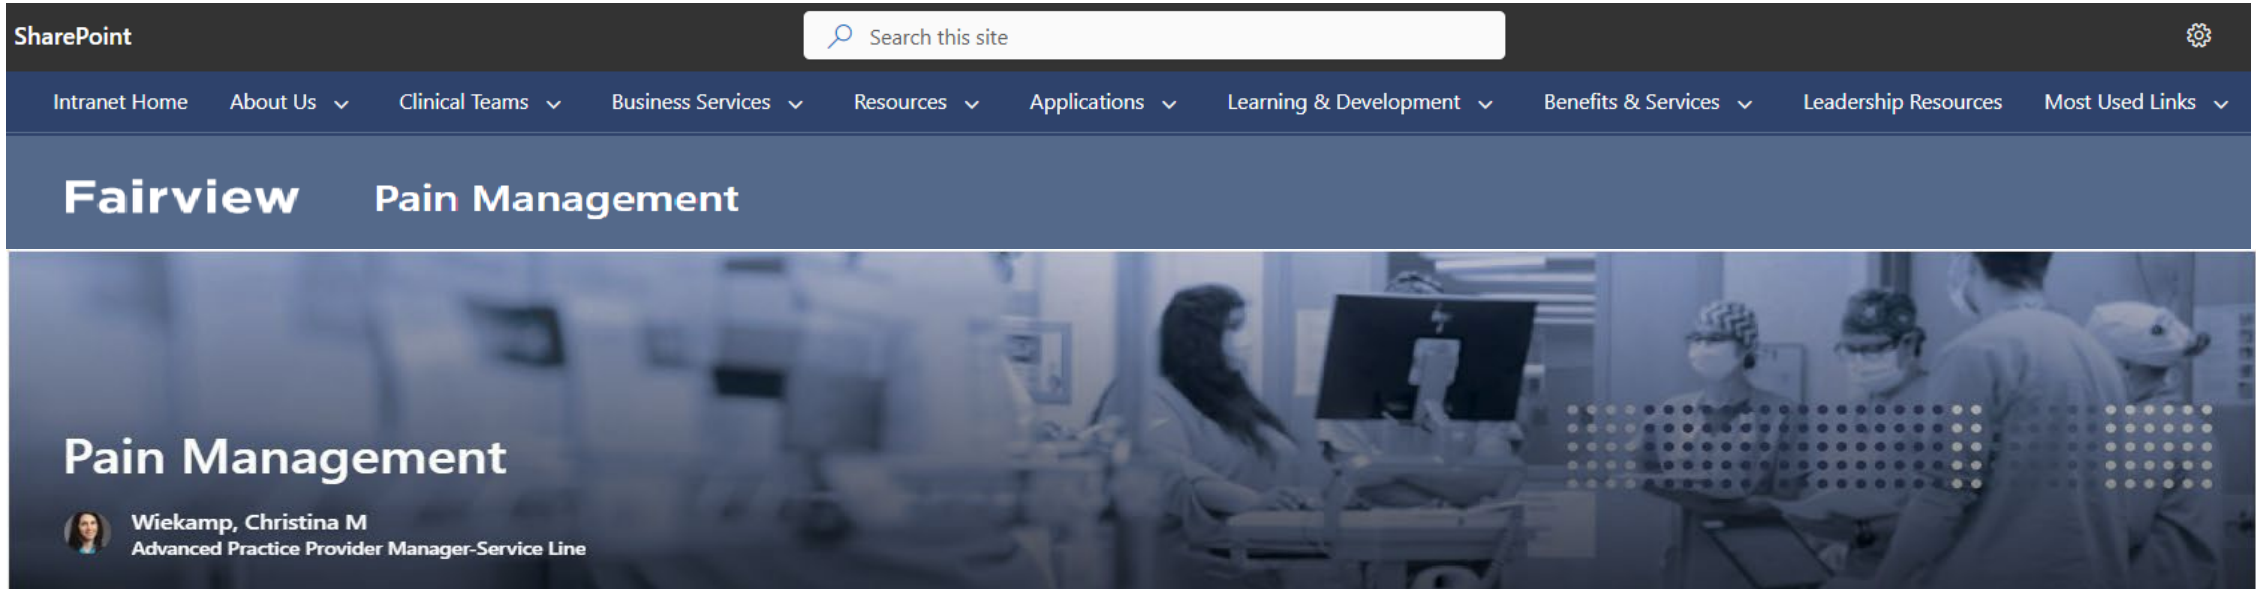 SharePoint Search this site
Intranet Home About Us Clinical Teams Business Services Resources Applications Learning & Development Benefits & Services Leadership Resources Most Used Links
Fairview Pain Management
Pain Management
Wiekamp, Christina M
Advanced Practice Provider Manager-Service Line